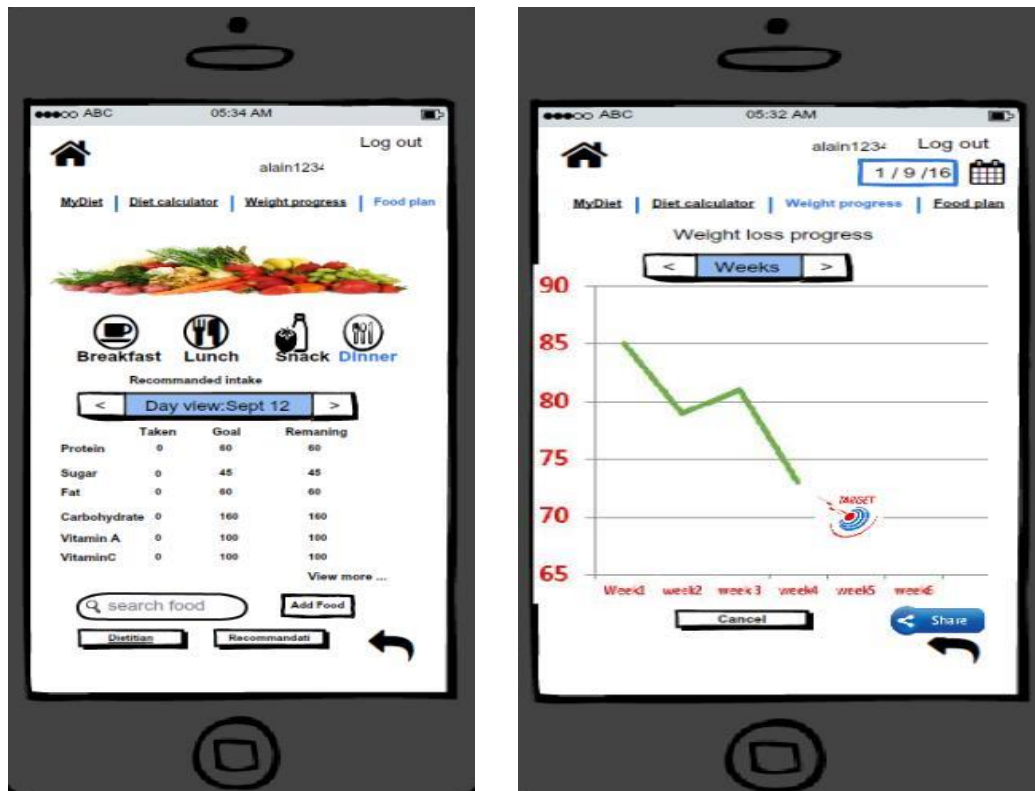 ABC 05:34 AM
Log out
alain1234
MyDiet | Diet calculator | Weight progress | Food plan
Breakfast Lunch Snack Dinner
Recommanded intake
< Day view:Sept 12 >
Taken Goal Remaning
Protein 0 60 60
Sugar 0 45 45
Fat 0 60 60
Carbohydrate 0 160 160
Vitamin A 0 100 100
VitaminC 0 100 100
View more ...
search food Add Food
Dietitian Recommandati
ABC 05:32 AM
alain1234 Log out
1 / 9 /16
MyDiet | Diet calculator | Weight progress | Food plan
Weight loss progress
< Weeks >
90
85
80
75
70
65
TARGET
Week1 week2 week 3 week4 week5 week6
Cancel Share